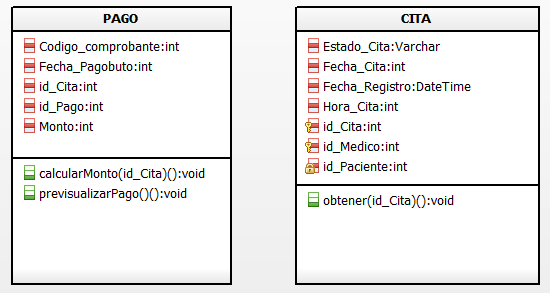 PAGO
Codigo_comprobante:int
Fecha_Pagobuto:int
id_Cita:int
id_Pago:int
Monto:int
calcularMonto(id_Cita)():void
previsualizarPago()():void
CITA
Estado_Cita:Varchar
Fecha_Cita:int
Fecha_Registro:DateTime
Hora_Cita:int
id_Cita:int
id_Medico:int
id_Paciente:int
obtener(id_Cita)():void